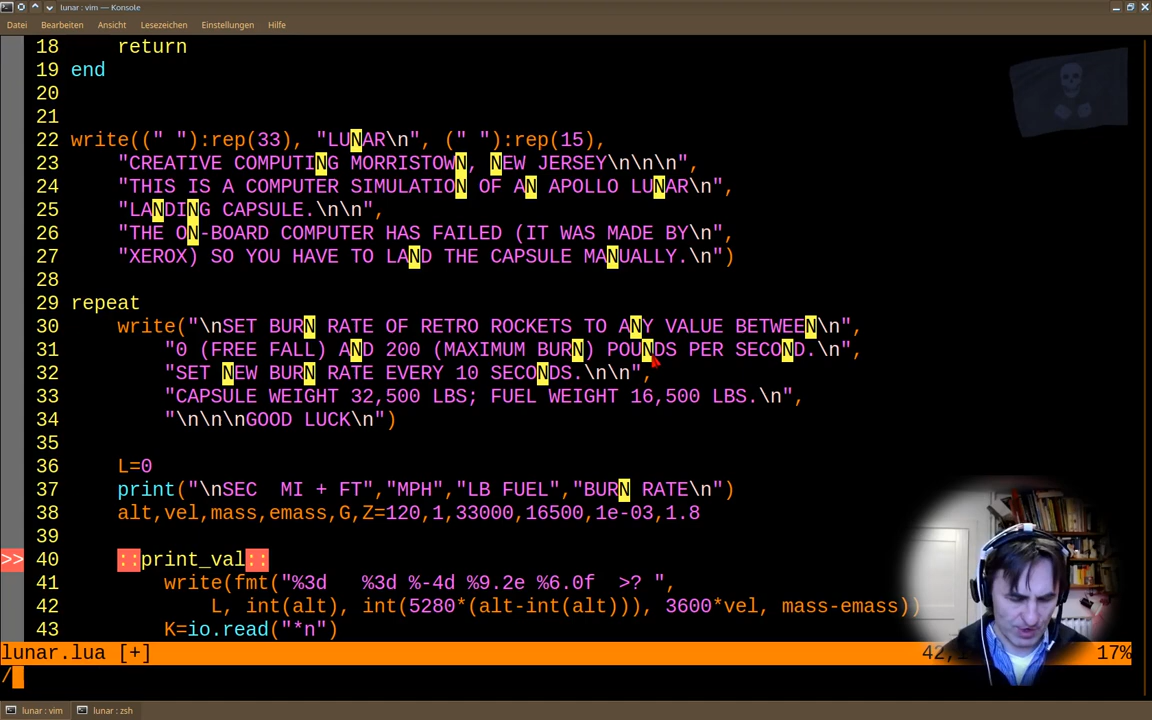 lunar : vim — Konsole
Datei Bearbeiten Ansicht Lesezeichen Einstellungen Hilfe
18     return
19 end
20
21
22 write((" "):rep(33), "LUNAR\n", (" "):rep(15),
23     "CREATIVE COMPUTING MORRISTOWN, NEW JERSEY\n\n\n",
24     "THIS IS A COMPUTER SIMULATION OF AN APOLLO LUNAR\n",
25     "LANDING CAPSULE.\n\n",
26     "THE ON-BOARD COMPUTER HAS FAILED (IT WAS MADE BY\n",
27     "XEROX) SO YOU HAVE TO LAND THE CAPSULE MANUALLY.\n")
28
29 repeat
30     write("\nSET BURN RATE OF RETRO ROCKETS TO ANY VALUE BETWEEN\n",
31         "0 (FREE FALL) AND 200 (MAXIMUM BURN) POUNDS PER SECOND.\n",
32         "SET NEW BURN RATE EVERY 10 SECONDS.\n\n",
33         "CAPSULE WEIGHT 32,500 LBS; FUEL WEIGHT 16,500 LBS.\n",
34         "\n\n\nGOOD LUCK\n")
35
36     L=0
37     print("\nSEC  MI + FT","MPH","LB FUEL","BURN RATE\n")
38     alt,vel,mass,emass,G,Z=120,1,33000,16500,1e-03,1.8
39
>> 40     ::print_val::
41         write(fmt("%3d   %3d %-4d %9.2e %6.0f  >? ",
42             L, int(alt), int(5280*(alt-int(alt))), 3600*vel, mass-emass))
43         K=io.read("*n")
lunar.lua [+] 42, 17%
/
lunar : vim lunar : zsh